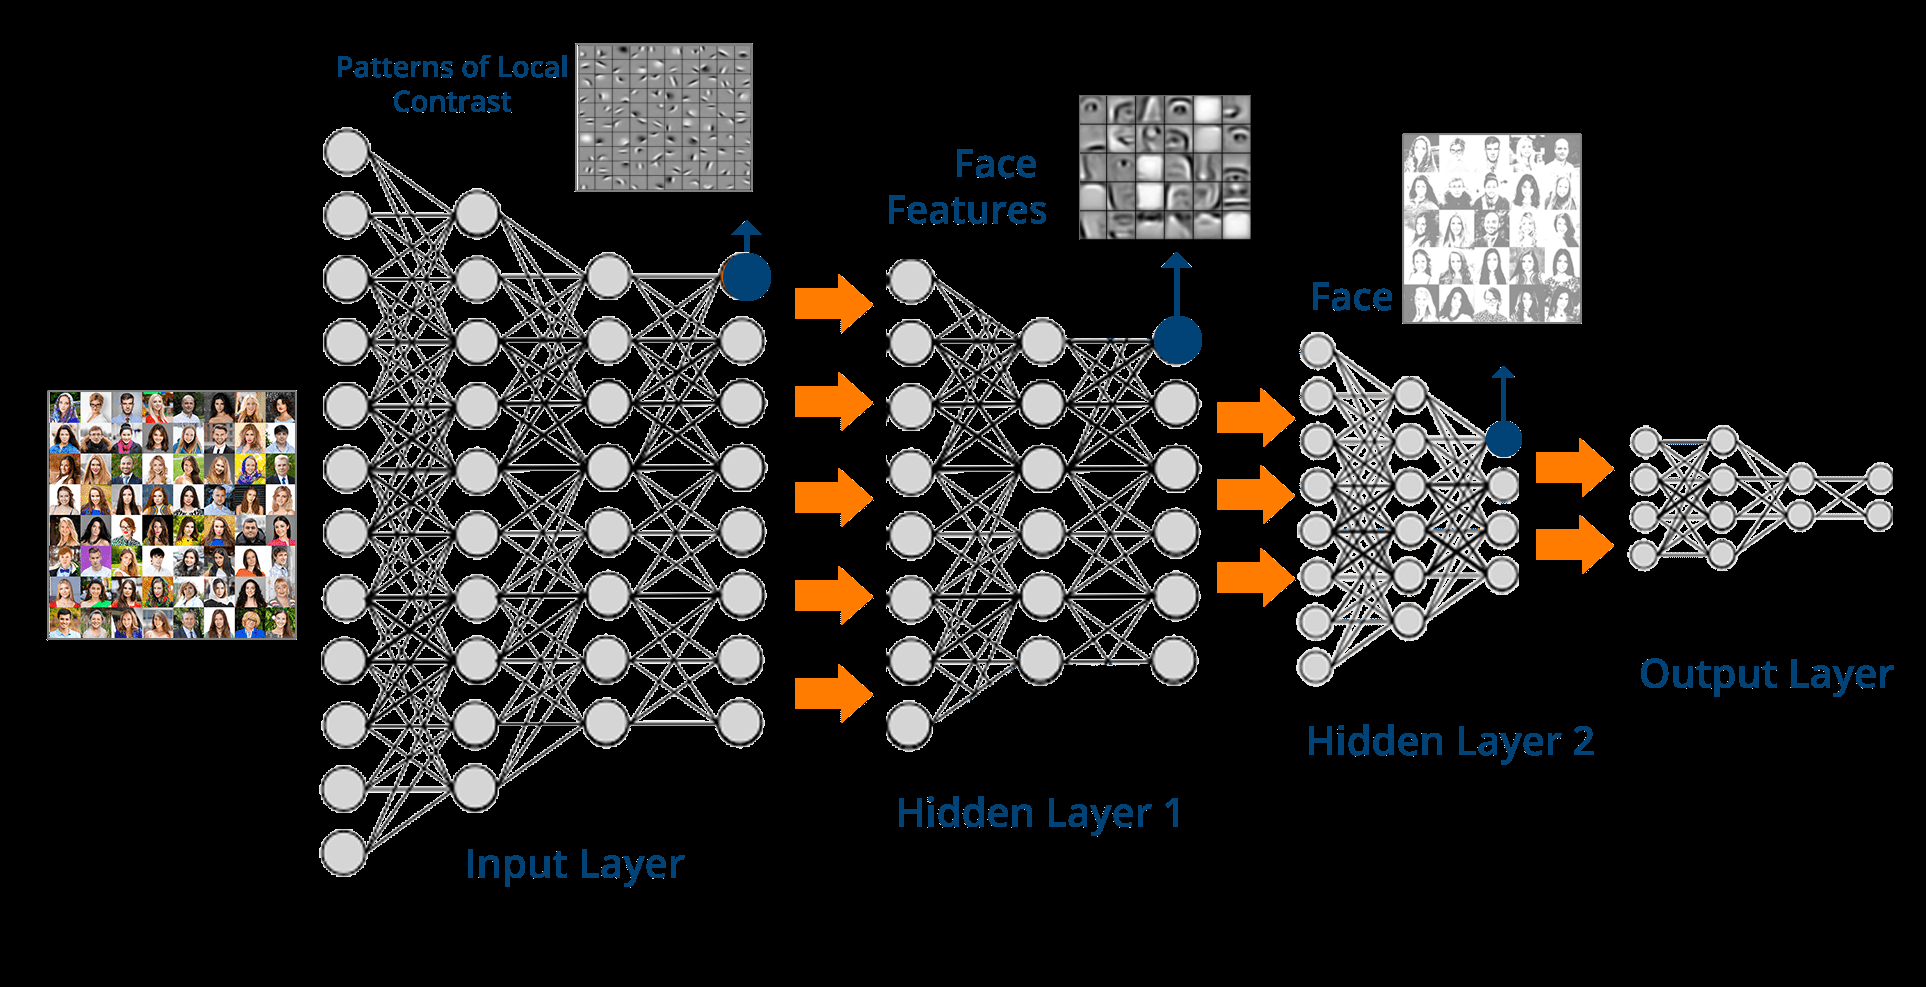 Patterns of Local
Contrast
Face
Features
Face
Input Layer
Hidden Layer 1
Hidden Layer 2
Output Layer